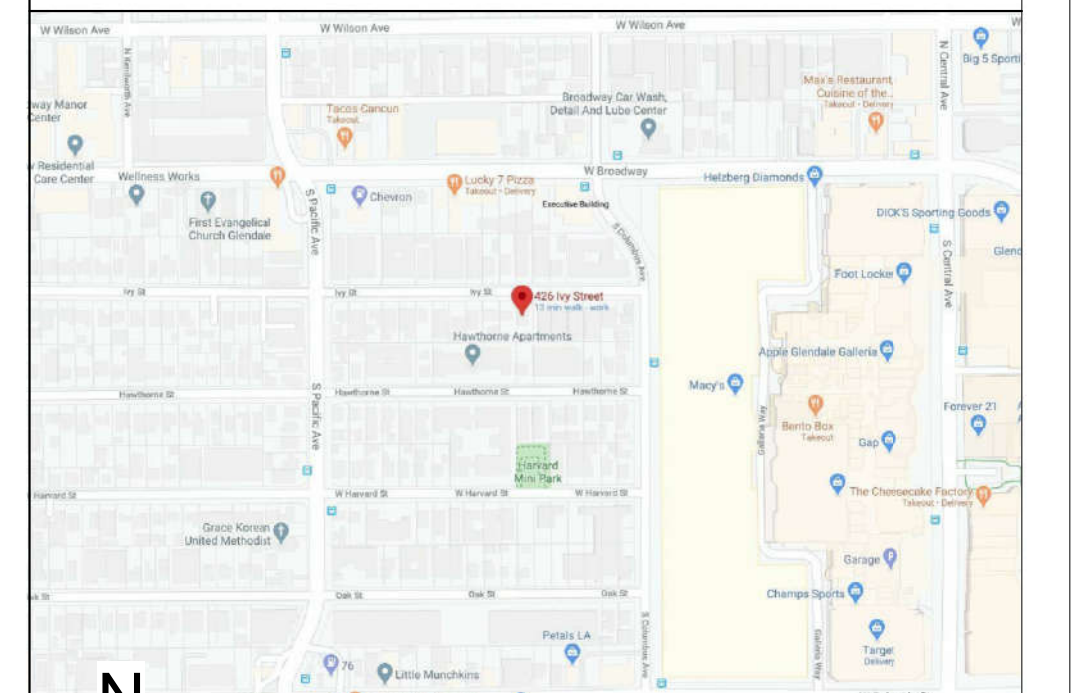 W Wilson Ave
W Wilson Ave
W Wilson Ave
W
N Kenilworth Ave
N Central Ave
Big 5 Sporti
Max's Restaurant,
Cuisine of the...
Takeout • Delivery
way Manor
Center
Tacos Cancun
Takeout
Broadway Car Wash,
Detail And Lube Center
Residential
Care Center
Wellness Works
W Broadway
Helzberg Diamonds
Lucky 7 Pizza
Takeout • Delivery
Chevron
Executive Building
First Evangelical
Church Glendale
S Pacific Ave
S Columbus Ave
DICK'S Sporting Goods
S Central Ave
Glend
Foot Locker
Ivy St
Ivy St
Ivy St
426 Ivy Street
13 min walk - work
Hawthorne Apartments
Apple Glendale Galleria
Macy's
Hawthorne St
Hawthorne St
Hawthorne St
Hawthorne St
S Pacific Ave
Galleria Way
Bento Box
Takeout
Forever 21
Gap
Harvard
Mini Park
Harvard St
W Harvard St
W Harvard St
W Harvard St
The Cheesecake Factory
Takeout • Delivery
Grace Korean
United Methodist
Garage
Champs Sports
Oak St
Oak St
Oak St
ak St
S Columbus Ave
Galleria Way
Petals LA
Target
Delivery
76
Little Munchkins
N